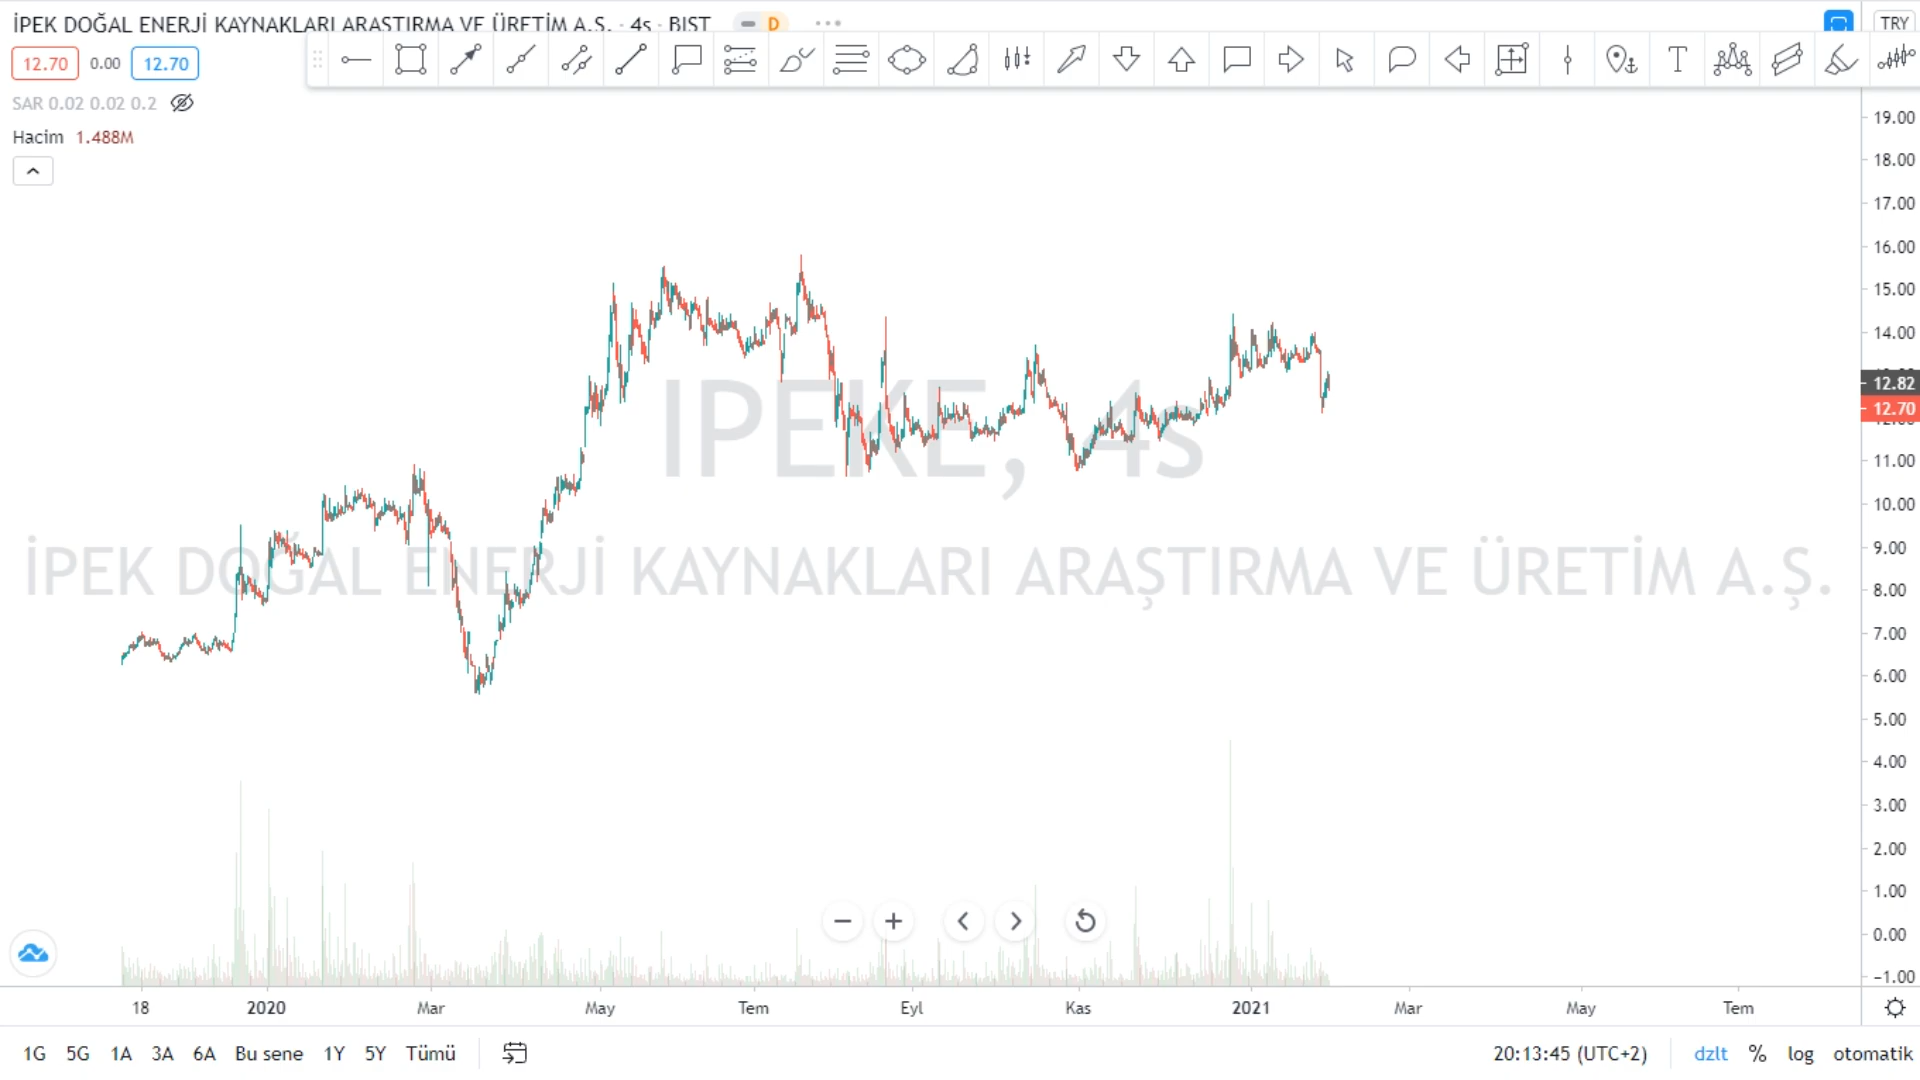 İPEK DOĞAL ENERJİ KAYNAKLARI ARAŞTIRMA VE ÜRETİM A.Ş. · 4s · BIST D TRY
12.70 0.00 12.70
SAR 0.02 0.02 0.2
Hacim 1.488M
19.00
18.00
17.00
16.00
15.00
14.00
12.82
12.70
11.00
10.00
9.00
8.00
7.00
6.00
5.00
4.00
3.00
2.00
1.00
0.00
−1.00
IPEKE, 4s
İPEK DOĞAL ENERJİ KAYNAKLARI ARAŞTIRMA VE ÜRETİM A.Ş.
18 2020 Mar May Tem Eyl Kas 2021 Mar May Tem
1G 5G 1A 3A 6A Bu sene 1Y 5Y Tümü 20:13:45 (UTC+2) dzlt % log otomatik